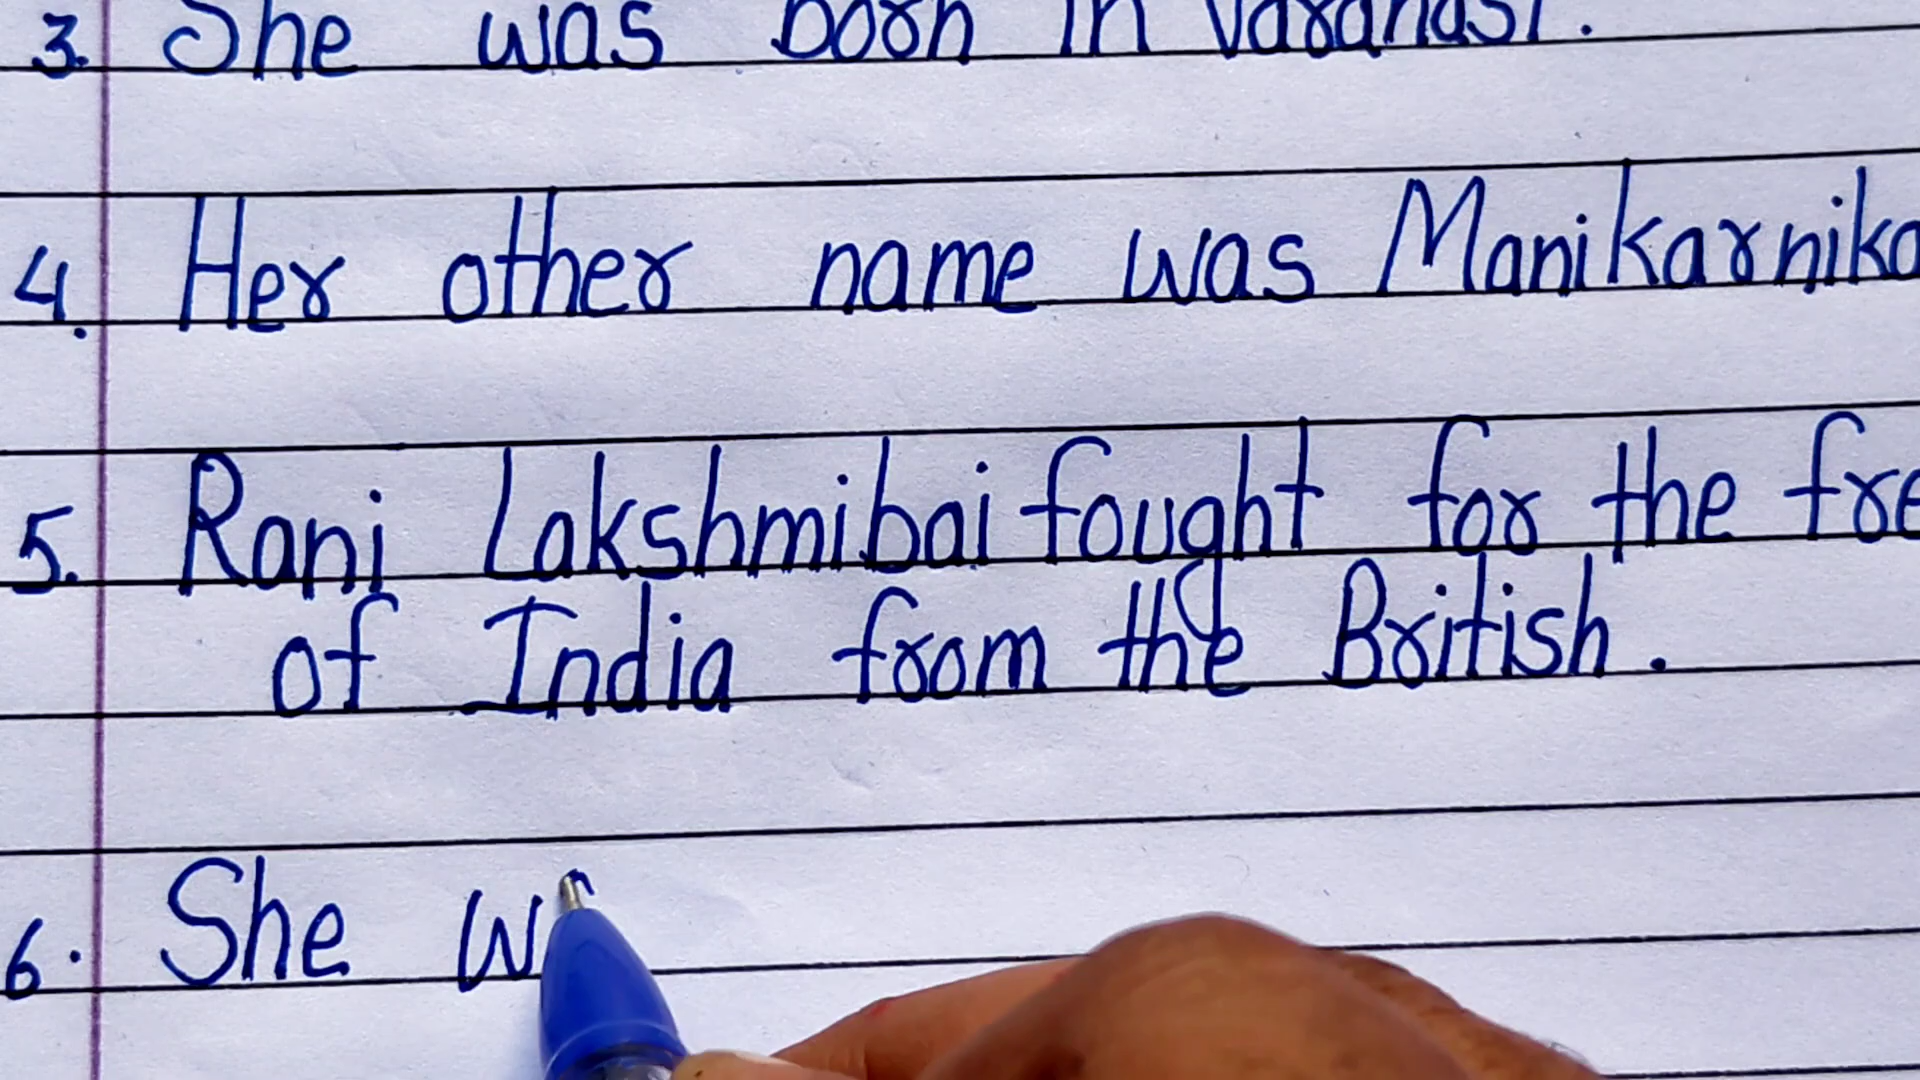 3. She was born in Varanasi.
4. Her other name was Manikarnika
5. Rani Lakshmibai fought for the fre
of India from the British.
6. She w